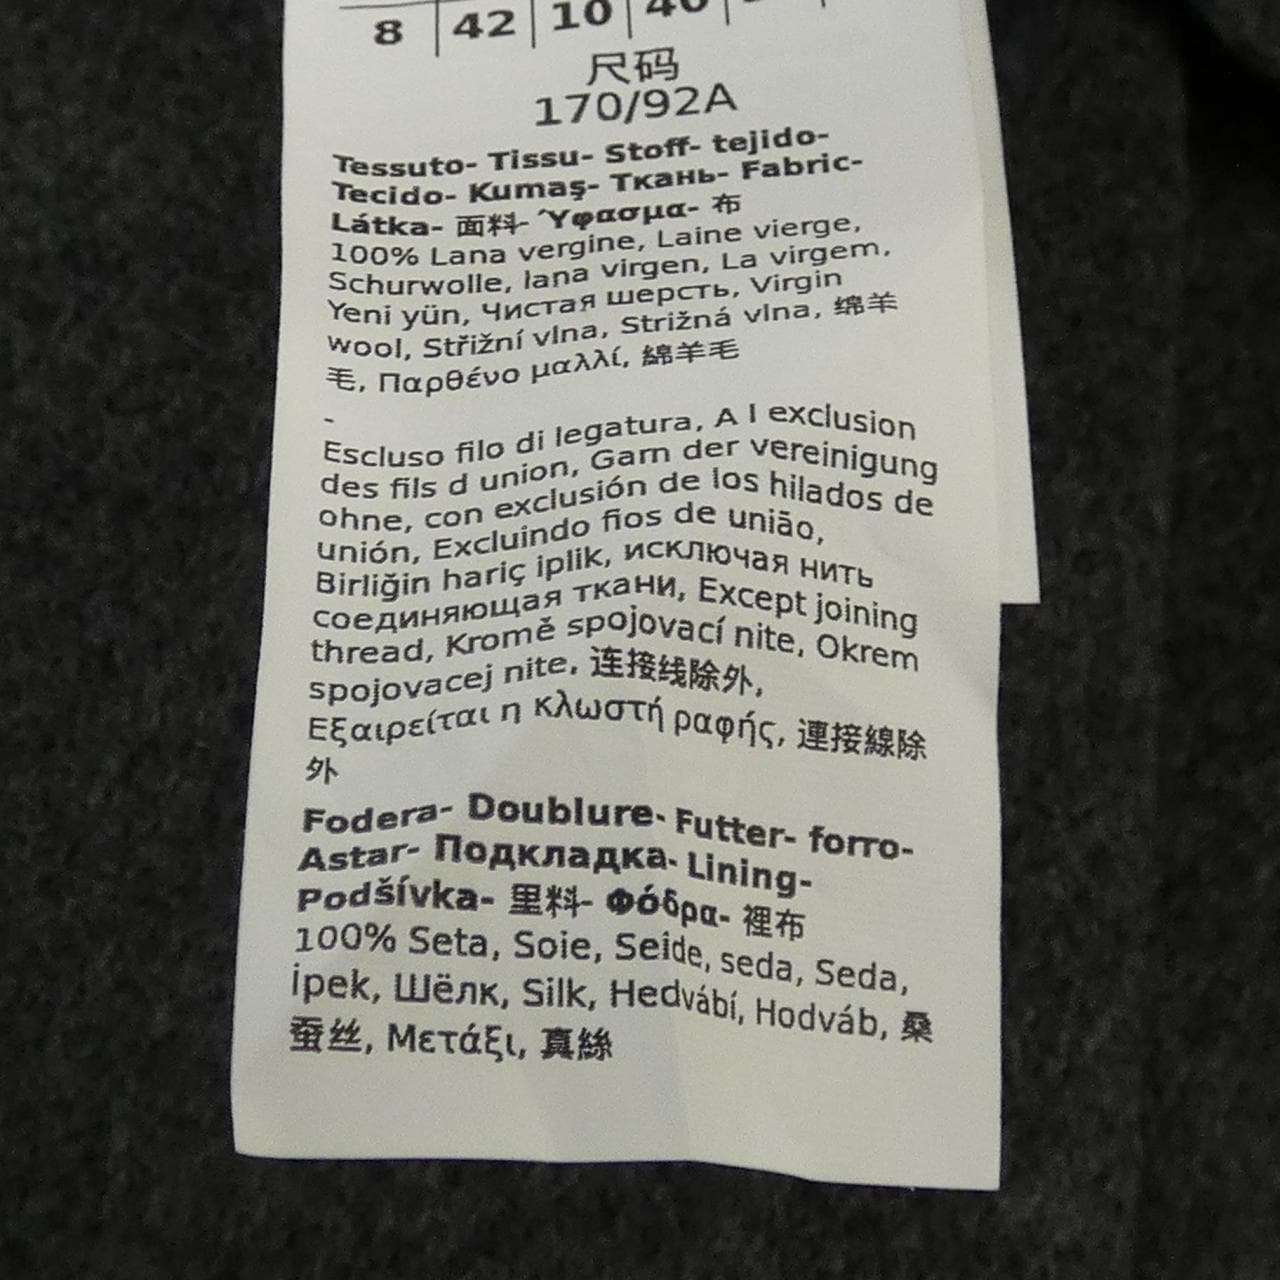 8 42 10 40
尺码
170/92A
Tessuto- Tissu- Stoff- tejido-
Tecido- Kumaş- Ткань- Fabric-
Látka- 面料- Ύφασμα- 布
100% Lana vergine, Laine vierge,
Schurwolle, lana virgen, La virgem,
Yeni yün, Чистая шерсть, Virgin
wool, Střižní vlna, Strižná vlna, 绵羊
毛, Παρθένο μαλλί, 綿羊毛
-
Escluso filo di legatura, A l exclusion
des fils d union, Garn der vereinigung
ohne, con exclusión de los hilados de
unión, Excluindo fios de união,
Birliğin hariç iplik, исключая нить
соединяющая ткани, Except joining
thread, Kromě spojovací nite, Okrem
spojovacej nite, 连接线除外,
Εξαιρείται η κλωστή ραφής, 連接線除
外
Fodera- Doublure- Futter- forro-
Astar- Подкладка- Lining-
Podšívka- 里料- Φόδρα- 裡布
100% Seta, Soie, Seide, seda, Seda,
İpek, Шёлк, Silk, Hedvábí, Hodváb, 桑
蚕丝, Μετάξι, 真絲